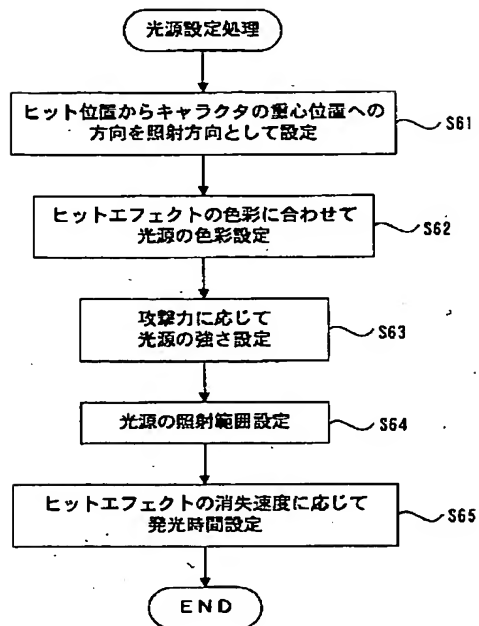 光源設定処理
ヒット位置からキャラクタの重心位置への
方向を照射方向として設定
S61
ヒットエフェクトの色彩に合わせて
光源の色彩設定
S62
攻撃力に応じて
光源の強さ設定
S63
光源の照射範囲設定
S64
ヒットエフェクトの消失速度に応じて
発光時間設定
S65
END